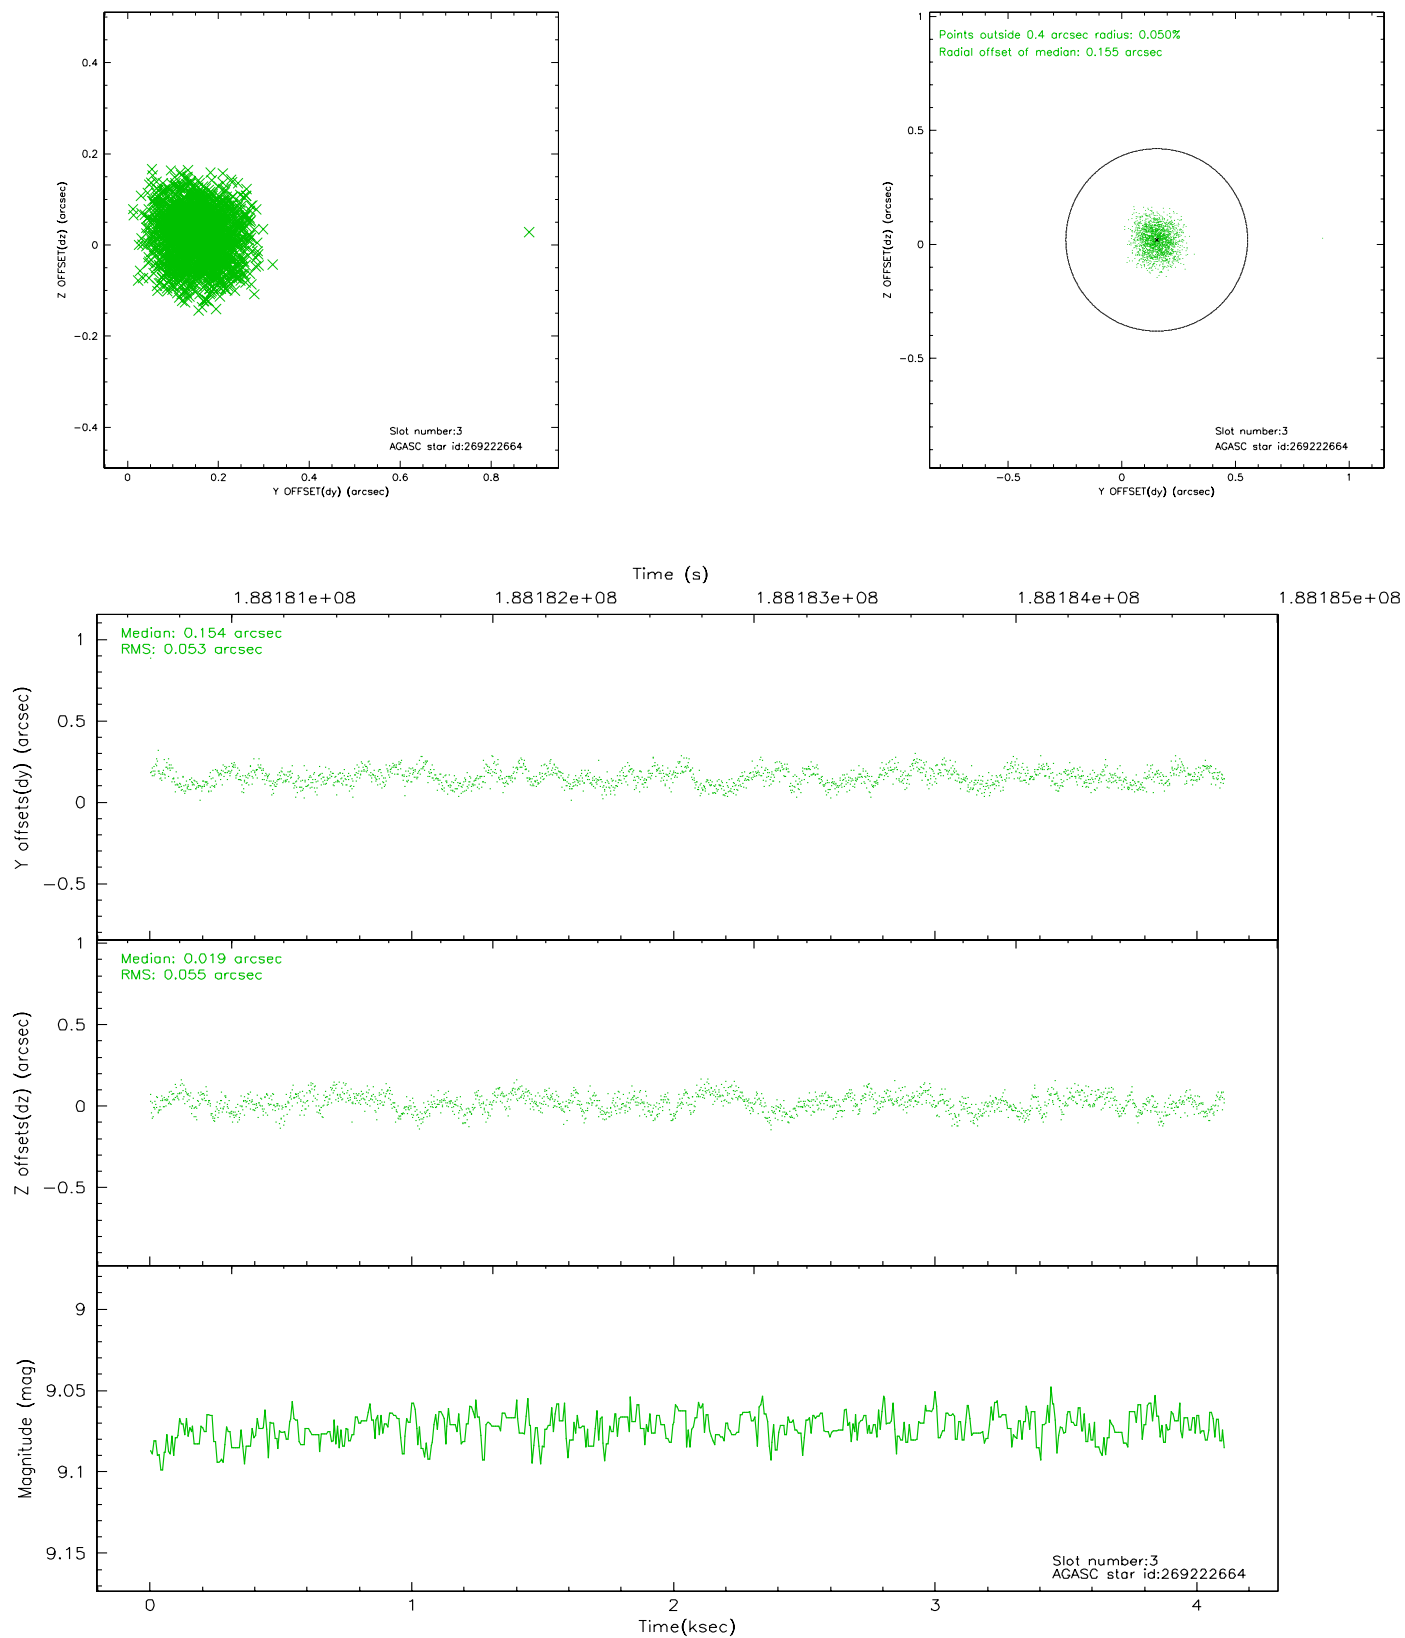 0.4
0.2
0
−0.2
−0.4
Z OFFSET(dz) (arcsec)
Slot number:3
AGASC star id:269222664
0 0.2 0.4 0.6 0.8
Y OFFSET(dy) (arcsec)
Points outside 0.4 arcsec radius: 0.050%
Radial offset of median: 0.155 arcsec
1
0.5
0
−0.5
Z OFFSET(dz) (arcsec)
Slot number:3
AGASC star id:269222664
−0.5 0 0.5 1
Y OFFSET(dy) (arcsec)
Time (s)
1.88181e+08 1.88182e+08 1.88183e+08 1.88184e+08 1.88185e+08
Median: 0.154 arcsec
RMS: 0.053 arcsec
1
0.5
0
−0.5
Y offsets(dy) (arcsec)
Median: 0.019 arcsec
RMS: 0.055 arcsec
1
0.5
0
−0.5
Z offsets(dz) (arcsec)
9
9.05
9.1
9.15
Magnitude (mag)
Slot number:3
AGASC star id:269222664
0 1 2 3 4
Time(ksec)